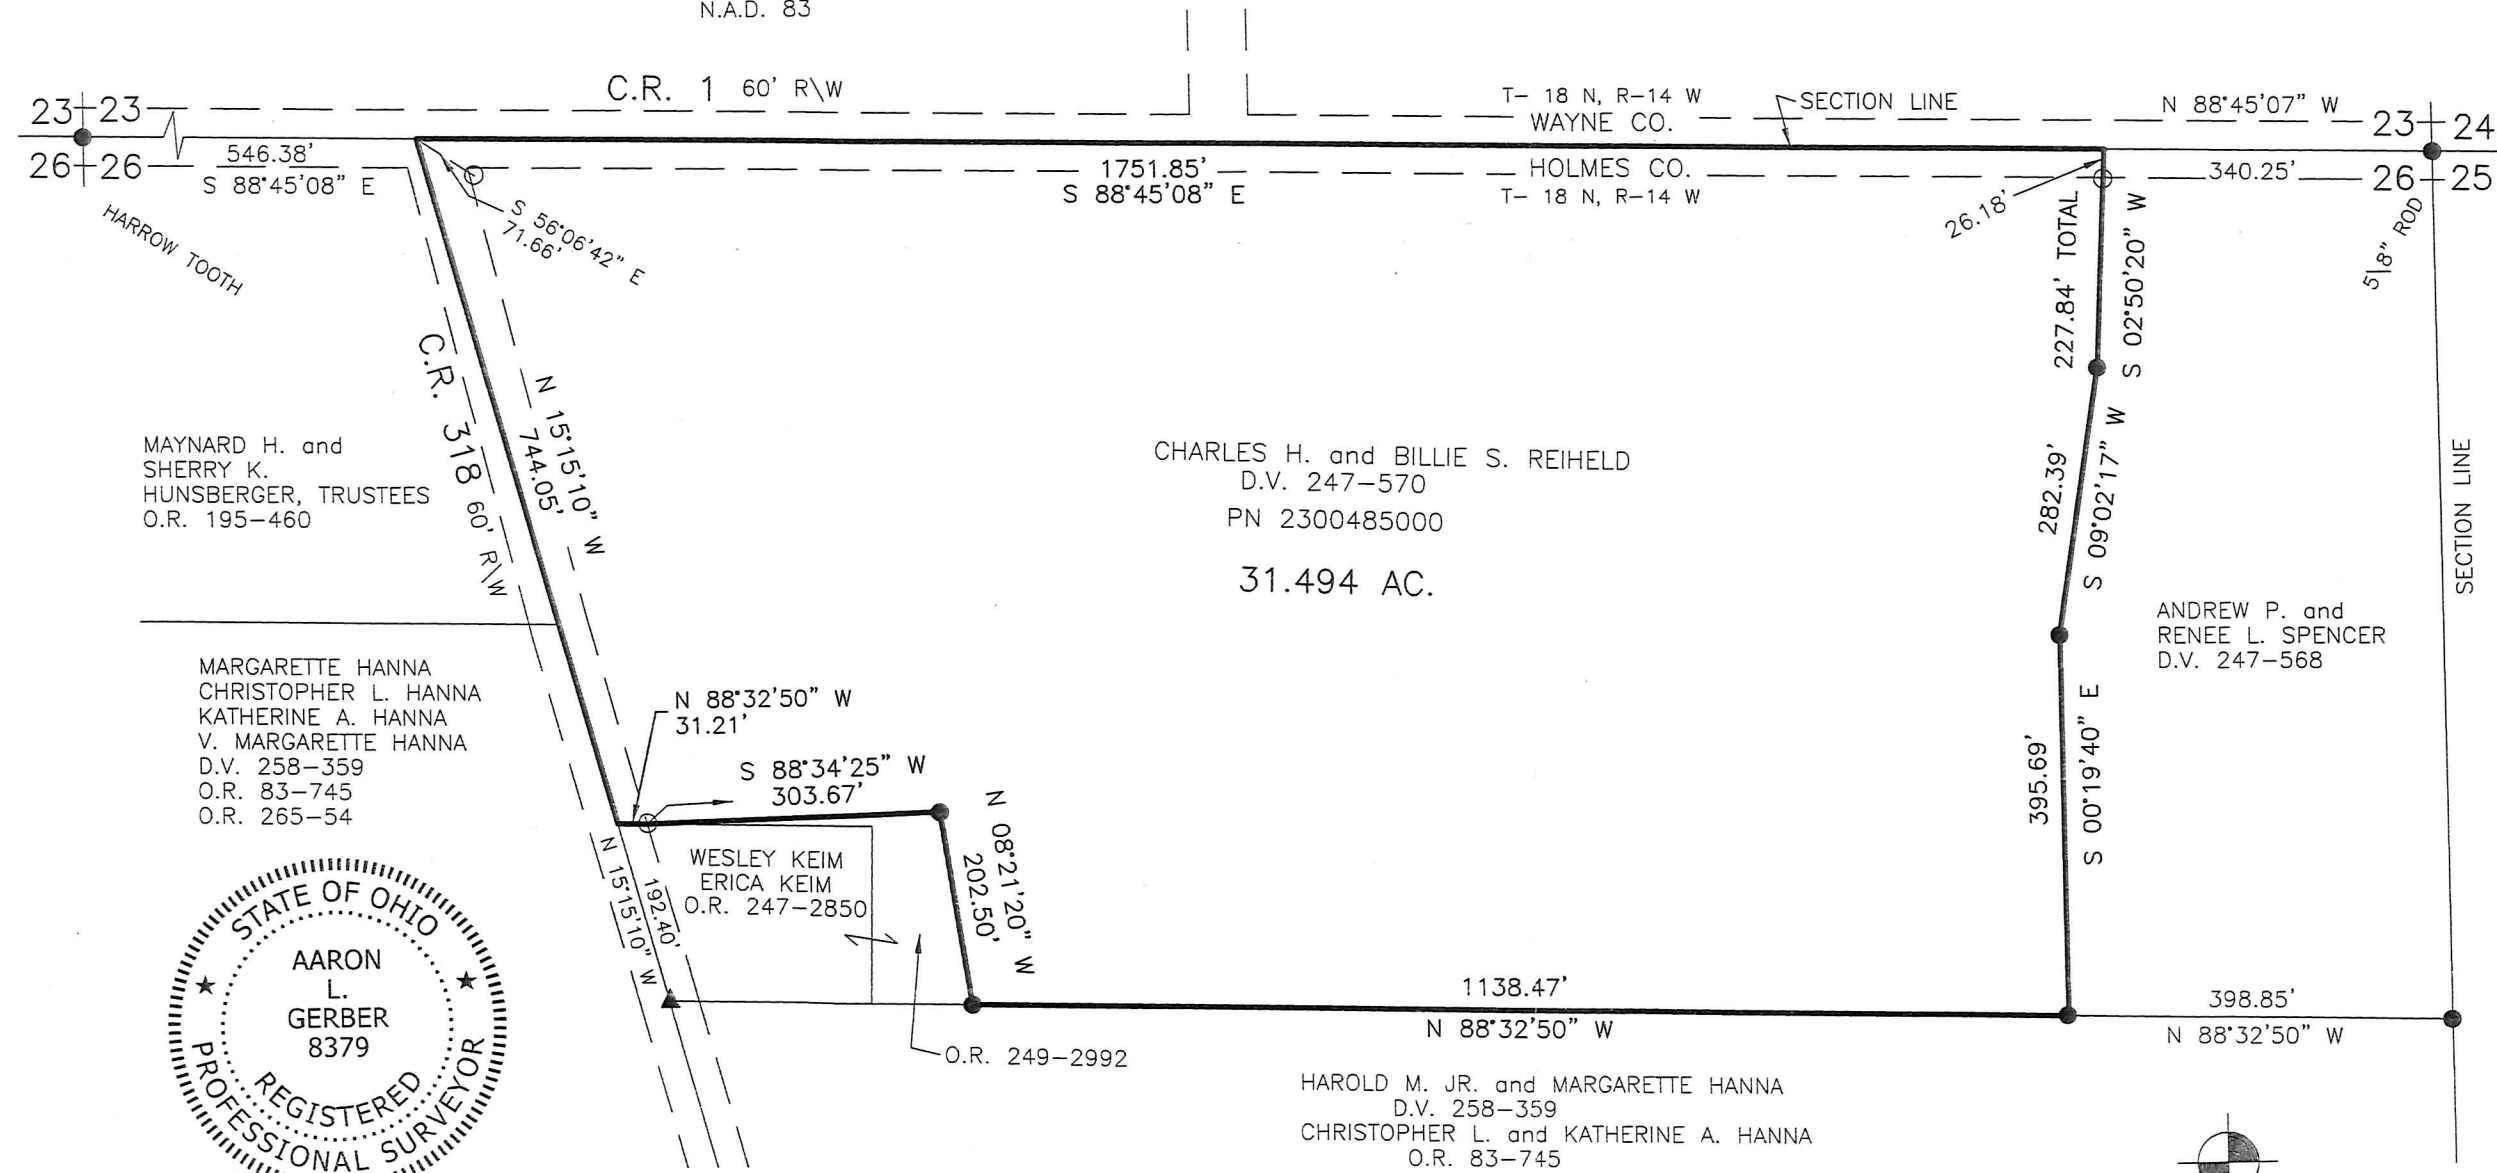 N.A.D. 83
C.R. 1 60' R\W
T- 18 N, R-14 W
WAYNE CO.
SECTION LINE
N 88°45'07" W
23 23
26 26
23 24
26 25
546.38'
S 88°45'08" E
1751.85'
S 88°45'08" E
HOLMES CO.
T- 18 N, R-14 W
340.25'
26.18'
HARROW TOOTH
S 56°06'42" E
71.66'
5/8" ROD
227.84' TOTAL
S 02°50'20" W
C.R. 318 60' R\W
N 15°15'10" W
744.05'
MAYNARD H. and
SHERRY K.
HUNSBERGER, TRUSTEES
O.R. 195-460
CHARLES H. and BILLIE S. REIHELD
D.V. 247-570
PN 2300485000
31.494 AC.
282.39'
S 09°02'17" W
SECTION LINE
ANDREW P. and
RENEE L. SPENCER
D.V. 247-568
MARGARETTE HANNA
CHRISTOPHER L. HANNA
KATHERINE A. HANNA
V. MARGARETTE HANNA
D.V. 258-359
O.R. 83-745
O.R. 265-54
N 88°32'50" W
31.21'
S 88°34'25" W
303.67'
395.69'
S 00°19'40" E
WESLEY KEIM
ERICA KEIM
O.R. 247-2850
N 08°21'20" W
202.50'
192.40'
N 15°15'10" W
O.R. 249-2992
1138.47'
N 88°32'50" W
398.85'
N 88°32'50" W
STATE OF OHIO
AARON
L.
GERBER
8379
REGISTERED
PROFESSIONAL SURVEYOR
HAROLD M. JR. and MARGARETTE HANNA
D.V. 258-359
CHRISTOPHER L. and KATHERINE A. HANNA
O.R. 83-745